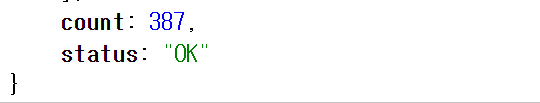 count: 387,
status: "OK"
}